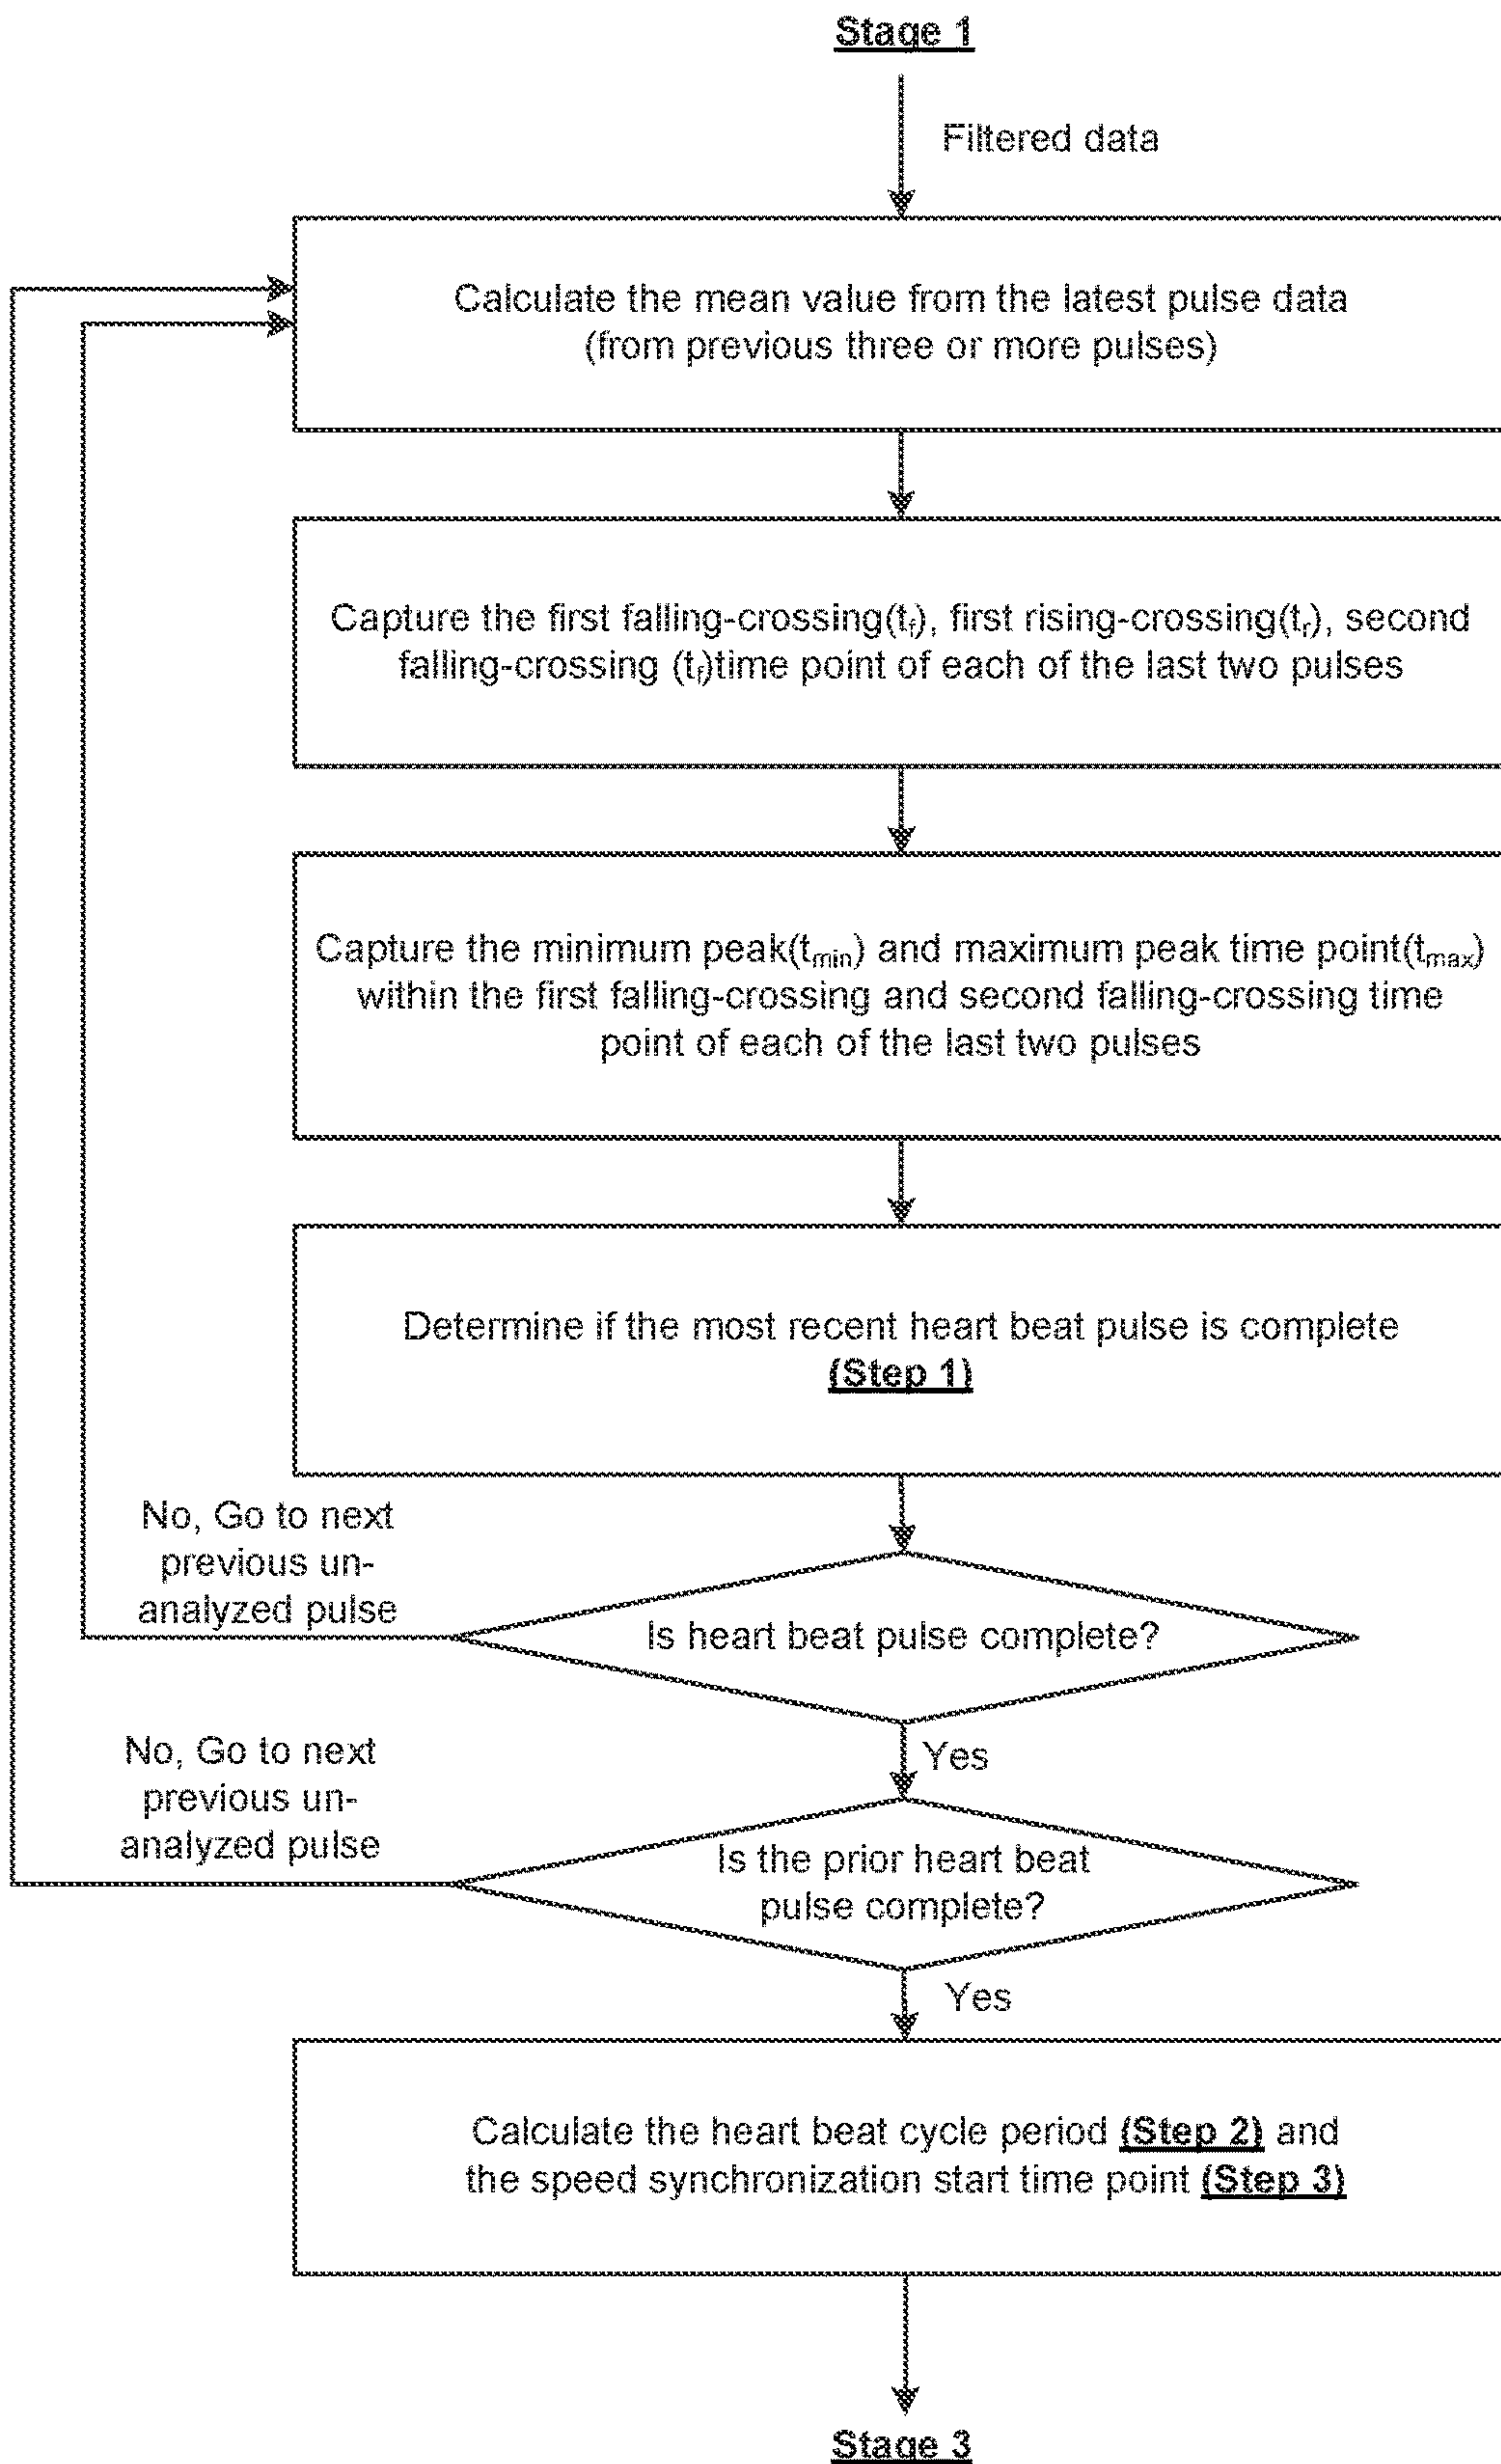 Stage 1
Filtered data
Calculate the mean value from the latest pulse data
(from previous three or more pulses)
Capture the first falling-crossing(tf), first rising-crossing(tr), second
falling-crossing (tf)time point of each of the last two pulses
Capture the minimum peak(tmin) and maximum peak time point(tmax)
within the first falling-crossing and second falling-crossing time
point of each of the last two pulses
Determine if the most recent heart beat pulse is complete
(Step 1)
No, Go to next
previous un-
analyzed pulse
Is heart beat pulse complete?
Yes
No, Go to next
previous un-
analyzed pulse
Is the prior heart beat
pulse complete?
Yes
Calculate the heart beat cycle period (Step 2) and
the speed synchronization start time point (Step 3)
Stage 3